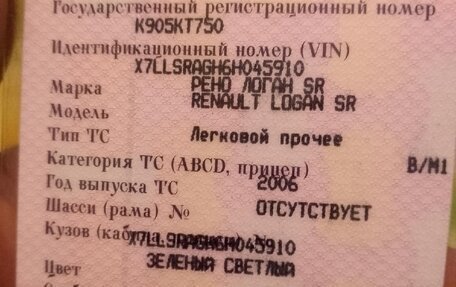 Государственный регистрационный номер
К905КТ750
Идентификационный номер (VIN)
X7LLSRAGH6H045910
Марка РЕНО ЛОГАН SR
Модель RENAULT LOGAN SR
Тип ТС Легковой прочее
Категория ТС (ABCD, прицеп) B/M1
Год выпуска ТС 2006
Шасси (рама) № ОТСУТСТВУЕТ
Кузов (кабина
X7LLSRAGH6H045910
Цвет ЗЕЛЕНЫЙ СВЕТЛЫЙ